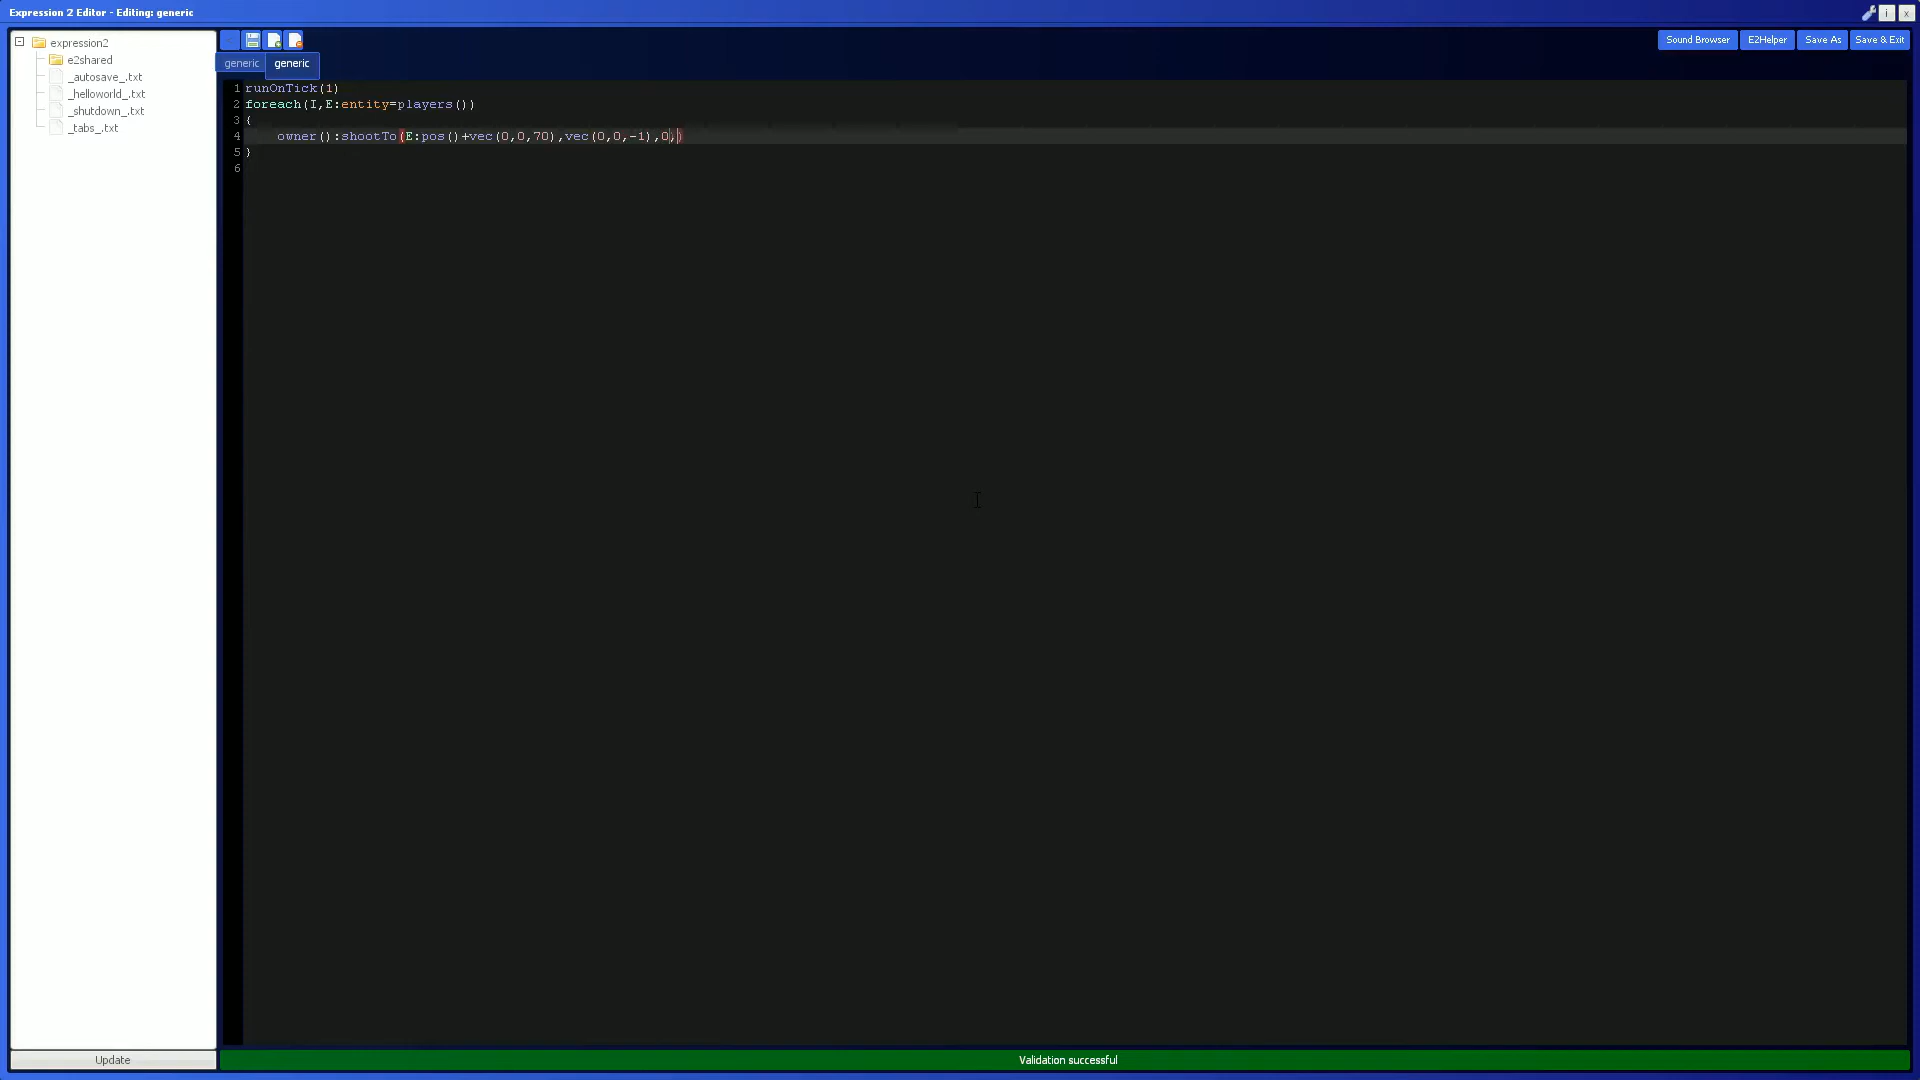 Expression 2 Editor - Editing: generic
i
x
expression2
e2shared
_autosave_.txt
_helloworld_.txt
_shutdown_.txt
_tabs_.txt
Update
Sound Browser
E2Helper
Save As
Save & Exit
generic
generic
1 runOnTick(1)
2 foreach(I,E:entity=players())
3 {
4 owner():shootTo(E:pos()+vec(0,0,70),vec(0,0,-1),0,)
5 }
6
Validation successful